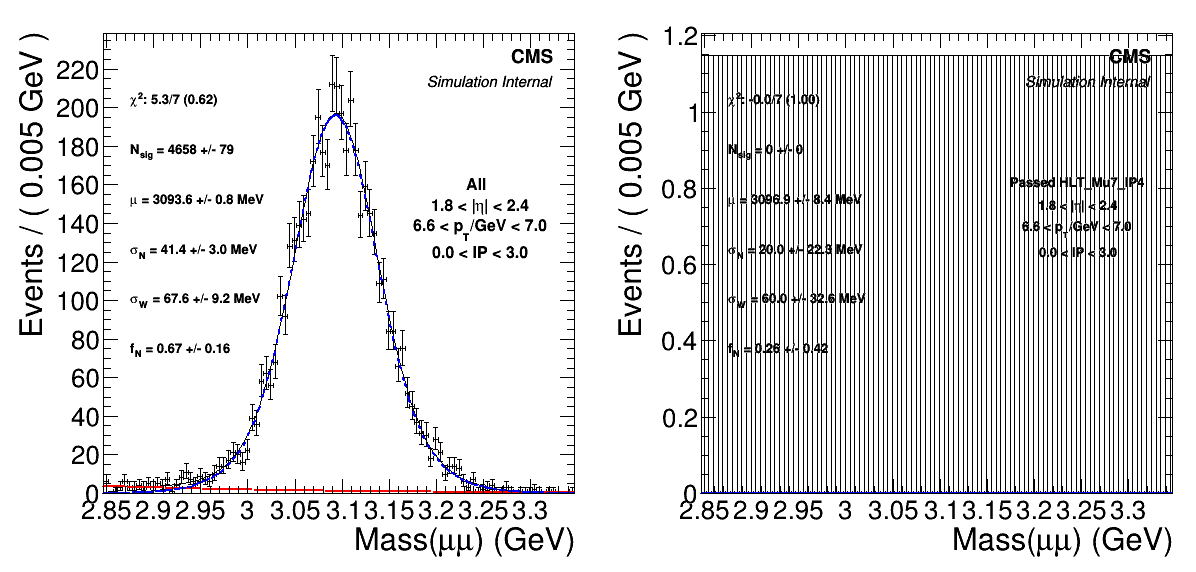 CMS
Simulation Internal
χ²: 5.3/7 (0.62)
N_sig = 4658 +/- 79
μ = 3093.6 +/- 0.8 MeV
σ_N = 41.4 +/- 3.0 MeV
σ_W = 67.6 +/- 9.2 MeV
f_N = 0.67 +/- 0.16
All
1.8 < |η| < 2.4
6.6 < p_T/GeV < 7.0
0.0 < IP < 3.0
Events / ( 0.005 GeV )
220
200
180
160
140
120
100
80
60
40
20
0
2.85 2.9 2.95 3 3.05 3.1 3.15 3.2 3.25 3.3
Mass(μμ) (GeV)
CMS
Simulation Internal
χ²: -0.0/7 (1.00)
N_sig = 0 +/- 0
μ = 3096.9 +/- 8.4 MeV
σ_N = 20.0 +/- 22.3 MeV
σ_W = 60.0 +/- 32.6 MeV
f_N = 0.26 +/- 0.42
Passed HLT_Mu7_IP4
1.8 < |η| < 2.4
6.6 < p_T/GeV < 7.0
0.0 < IP < 3.0
Events / ( 0.005 GeV )
1.2
1
0.8
0.6
0.4
0.2
0
2.85 2.9 2.95 3 3.05 3.1 3.15 3.2 3.25 3.3
Mass(μμ) (GeV)